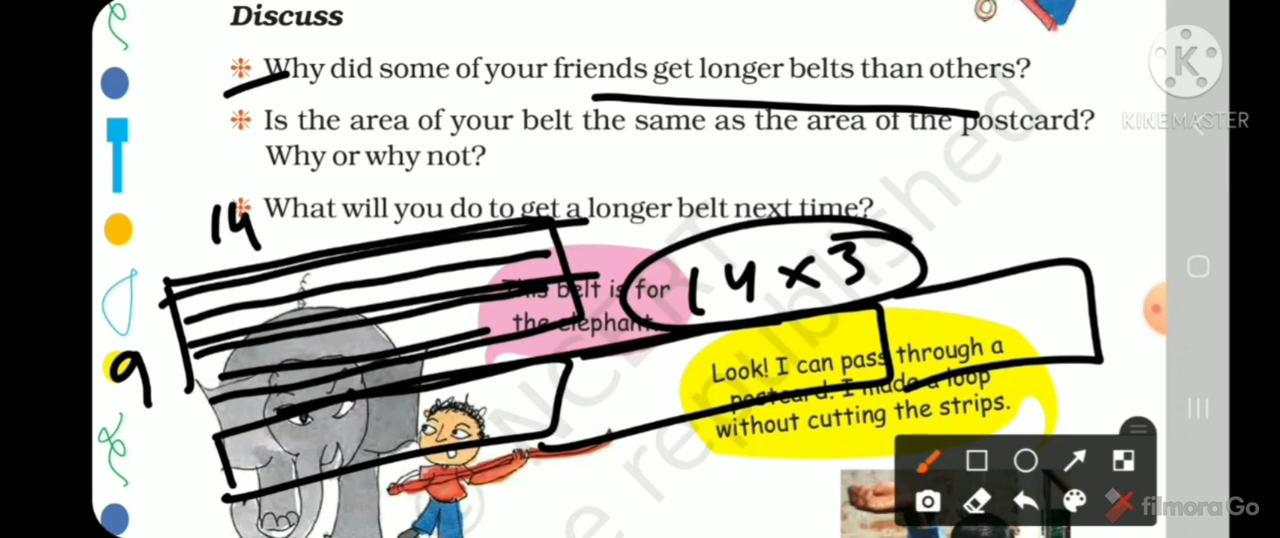 Discuss
Why did some of your friends get longer belts than others?
Is the area of your belt the same as the area of the postcard?
Why or why not?
What will you do to get a longer belt next time?
14
9
14 × 3
This belt is for
the elephant.
Look! I can pass through a
postcard. I made a loop
without cutting the strips.
K
KINEMASTER
© NCERT
be republished
filmoraGo